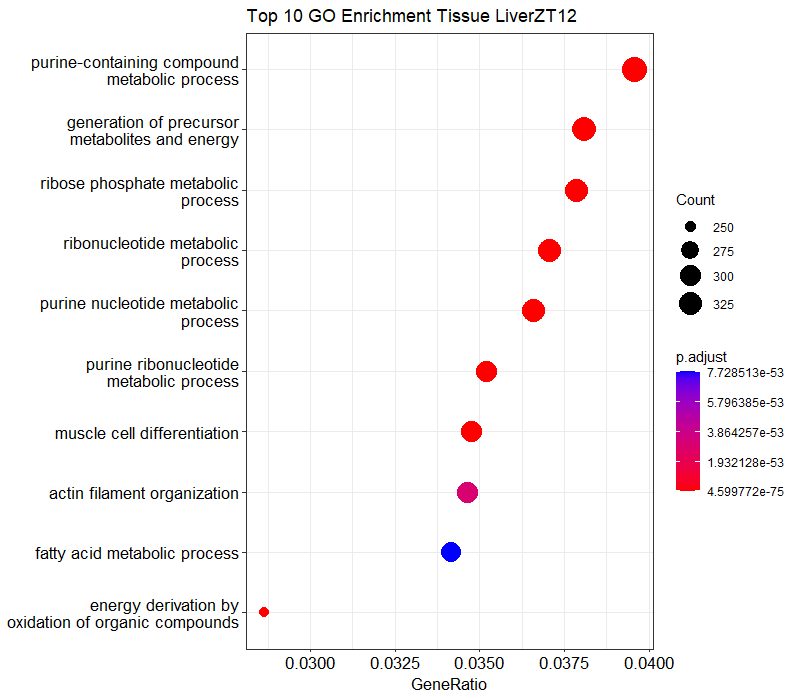 Top 10 GO Enrichment Tissue LiverZT12
purine-containing compound
metabolic process
generation of precursor
metabolites and energy
ribose phosphate metabolic
process
ribonucleotide metabolic
process
purine nucleotide metabolic
process
purine ribonucleotide
metabolic process
muscle cell differentiation
actin filament organization
fatty acid metabolic process
energy derivation by
oxidation of organic compounds
0.0300 0.0325 0.0350 0.0375 0.0400
GeneRatio
Count
250
275
300
325
p.adjust
7.728513e-53
5.796385e-53
3.864257e-53
1.932128e-53
4.599772e-75